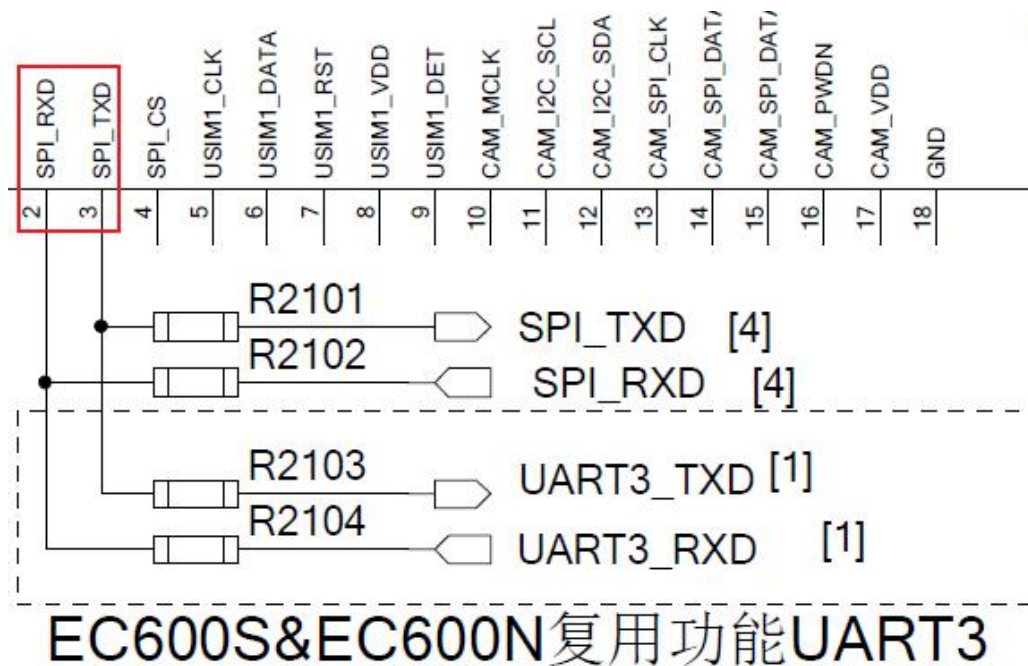 SPI_RXD
SPI_TXD
SPI_CS
USIM1_CLK
USIM1_DATA
USIM1_RST
USIM1_VDD
USIM1_DET
CAM_MCLK
CAM_I2C_SCL
CAM_I2C_SDA
CAM_SPI_CLK
CAM_SPI_DAT
CAM_SPI_DAT
CAM_PWDN
CAM_VDD
GND
2 3 4 5 6 7 8 9 10 11 12 13 14 15 16 17 18
R2101 SPI_TXD [4]
R2102 SPI_RXD [4]
R2103 UART3_TXD [1]
R2104 UART3_RXD [1]
EC600S&EC600N复用功能UART3